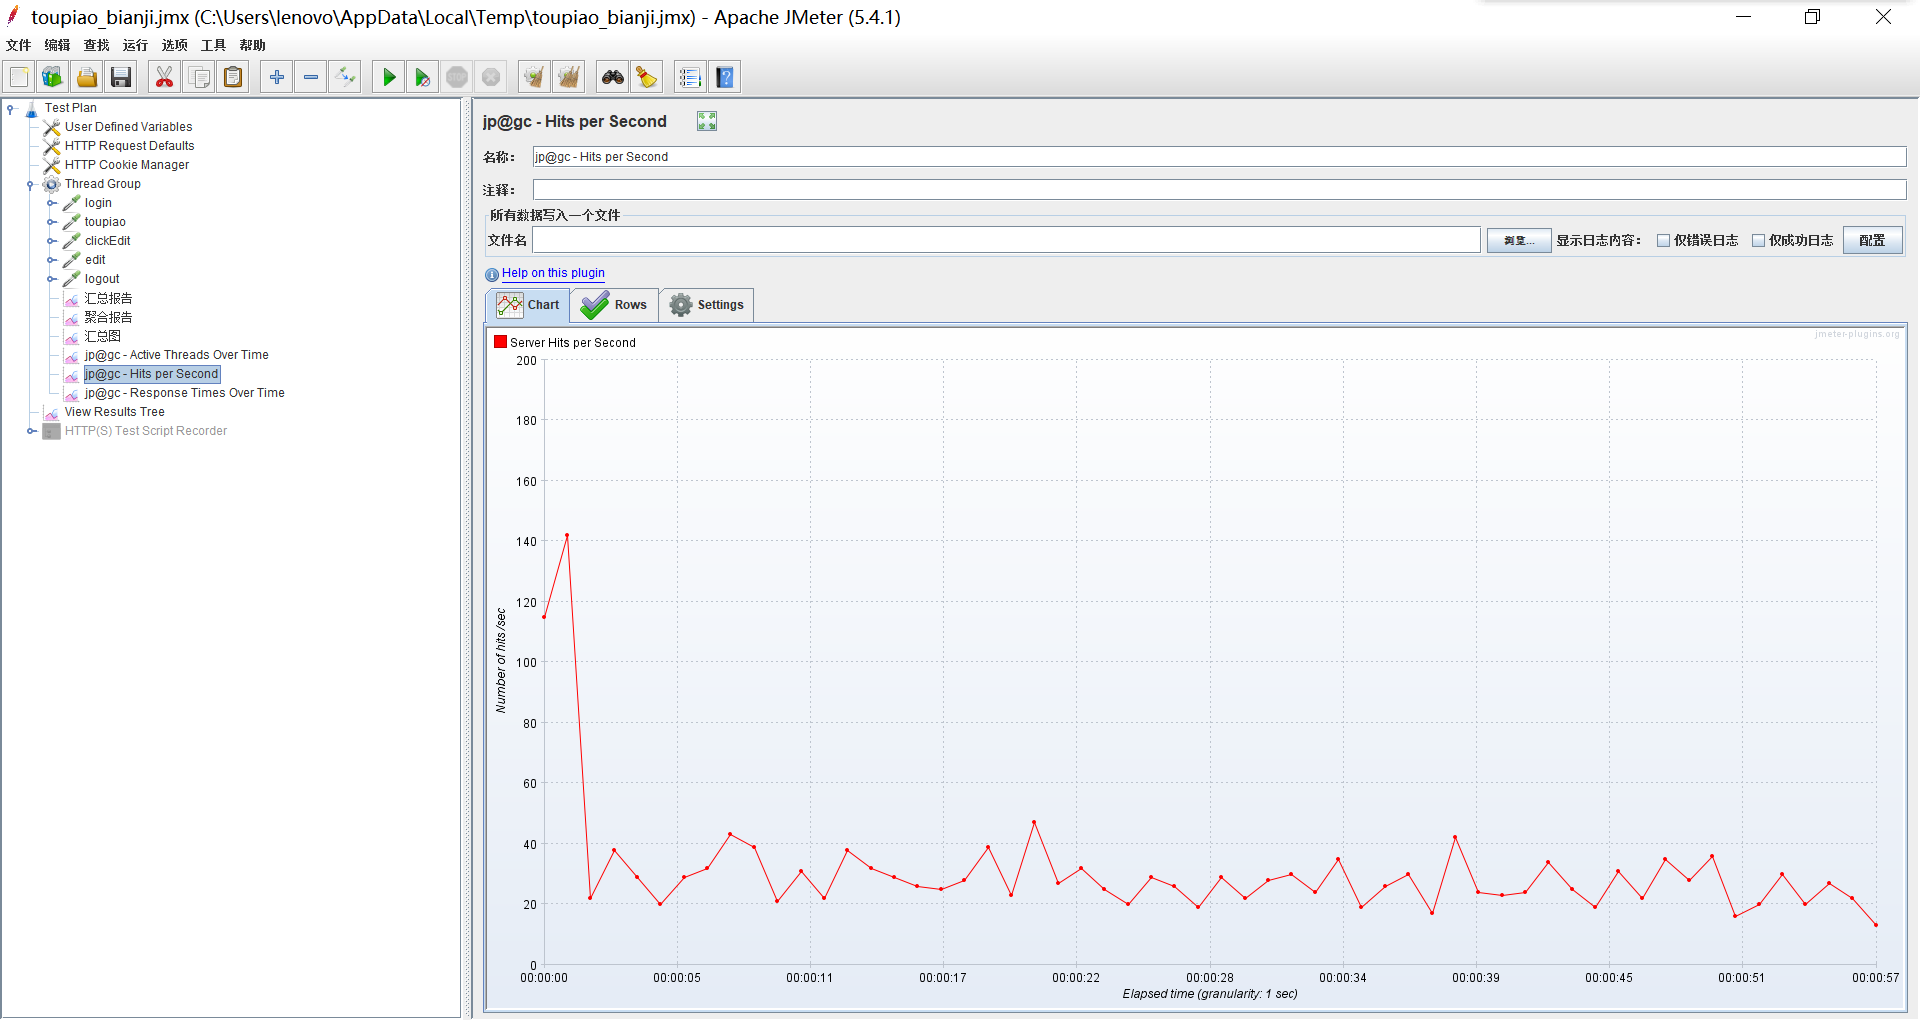 toupiao_bianji.jmx (C:\Users\lenovo\AppData\Local\Temp\toupiao_bianji.jmx) - Apache JMeter (5.4.1)
文件 编辑 查找 运行 选项 工具 帮助
STOP
Test Plan
User Defined Variables
HTTP Request Defaults
HTTP Cookie Manager
Thread Group
login
toupiao
clickEdit
edit
logout
汇总报告
聚合报告
汇总图
jp@gc - Active Threads Over Time
jp@gc - Hits per Second
jp@gc - Response Times Over Time
View Results Tree
HTTP(S) Test Script Recorder
jp@gc - Hits per Second
名称： jp@gc - Hits per Second
注释：
所有数据写入一个文件
文件名 浏览... 显示日志内容： 仅错误日志 仅成功日志 配置
Help on this plugin
Chart Rows Settings
jmeter-plugins.org
Server Hits per Second
200
180
160
140
120
100
80
60
40
20
0
Number of hits /sec
00:00:00 00:00:05 00:00:11 00:00:17 00:00:22 00:00:28 00:00:34 00:00:39 00:00:45 00:00:51 00:00:57
Elapsed time (granularity: 1 sec)